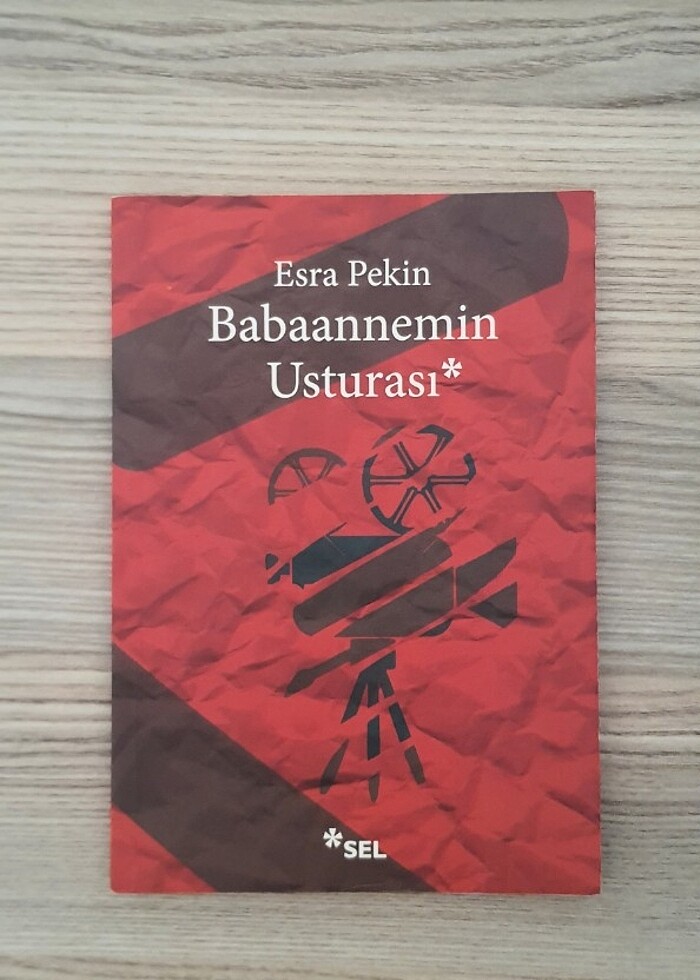 Esra Pekin
Babaannemin
Usturası*
*SEL